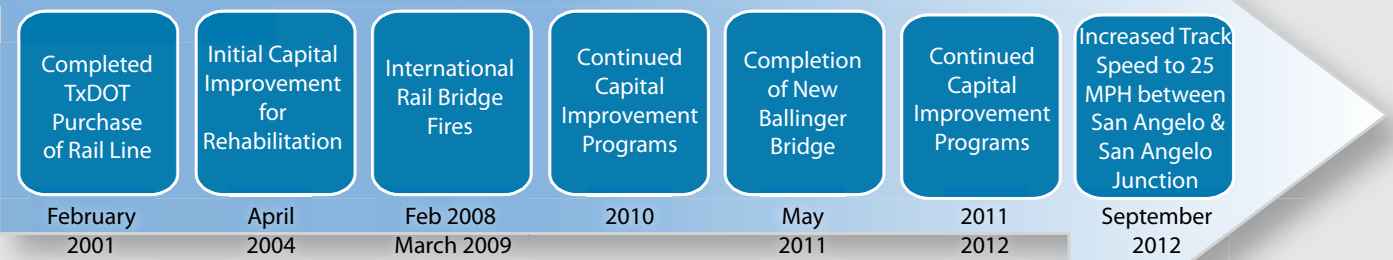 Completed
TxDOT
Purchase
of Rail Line
February
2001
Initial Capital
Improvement
for
Rehabilitation
April
2004
International
Rail Bridge
Fires
Feb 2008
March 2009
Continued
Capital
Improvement
Programs
2010
Completion
of New
Ballinger
Bridge
May
2011
Continued
Capital
Improvement
Programs
2011
2012
Increased Track
Speed to 25
MPH between
San Angelo &
San Angelo
Junction
September
2012